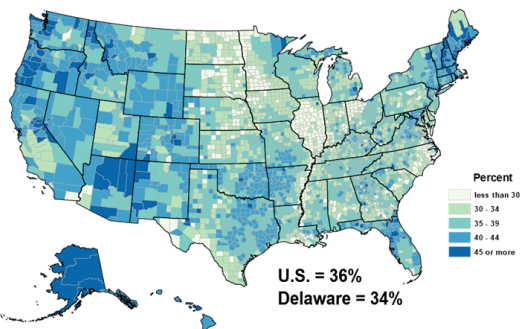 Percent
less than 30
30 - 34
35 - 39
40 - 44
45 or more
U.S. = 36%
Delaware = 34%